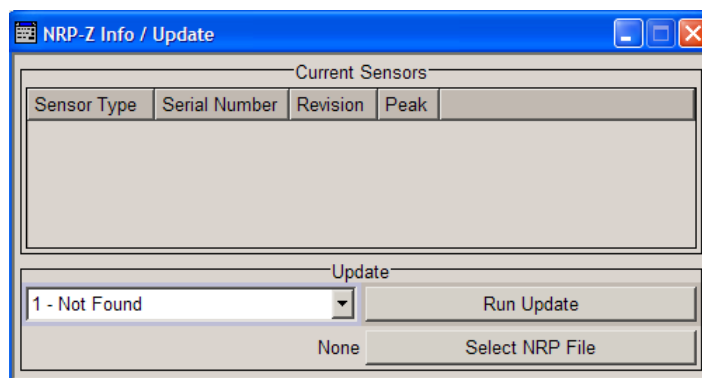 NRP-Z Info / Update
Current Sensors
Sensor Type Serial Number Revision Peak
Update
1 - Not Found Run Update
None Select NRP File